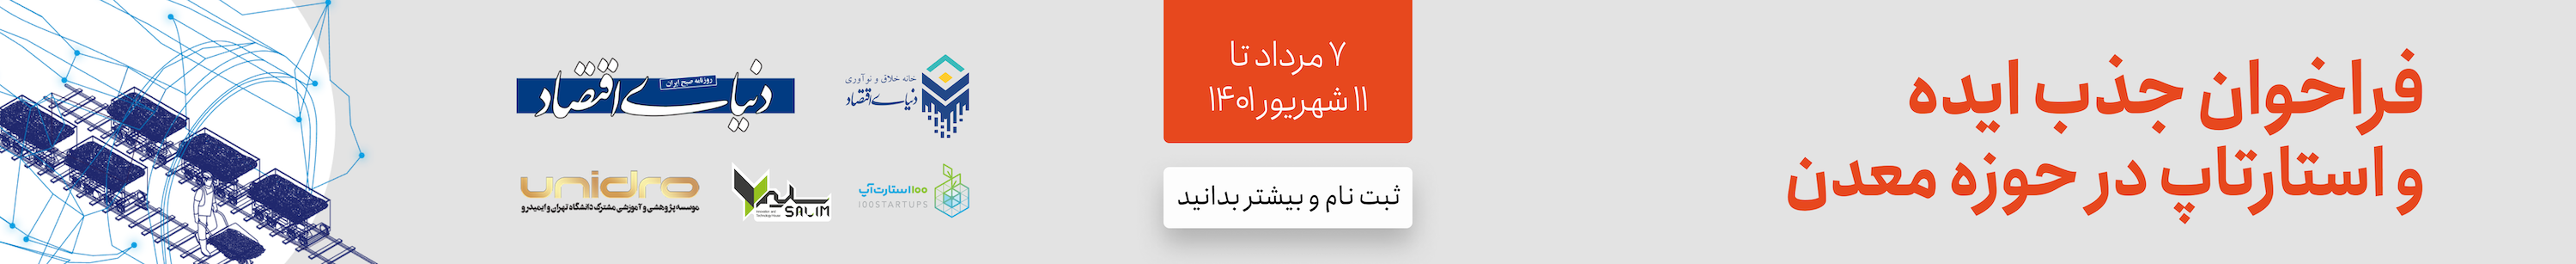 فراخوان جذب ایده
و استارتاپ در حوزه معدن
۷ مرداد تا
۱۱ شهریور ۱۴۰۱
ثبت نام و بیشتر بدانید
خانه خلاق و نوآوری
دنیای اقتصاد
روزنامه صبح ایران
دنیای اقتصاد
۱۰۰استارت‌آپ
100STARTUPS
سلیم
SALIM
Innovation and
Technology House
unidro
موسسه پژوهشی و آموزشی مشترک دانشگاه تهران و ایمیدرو